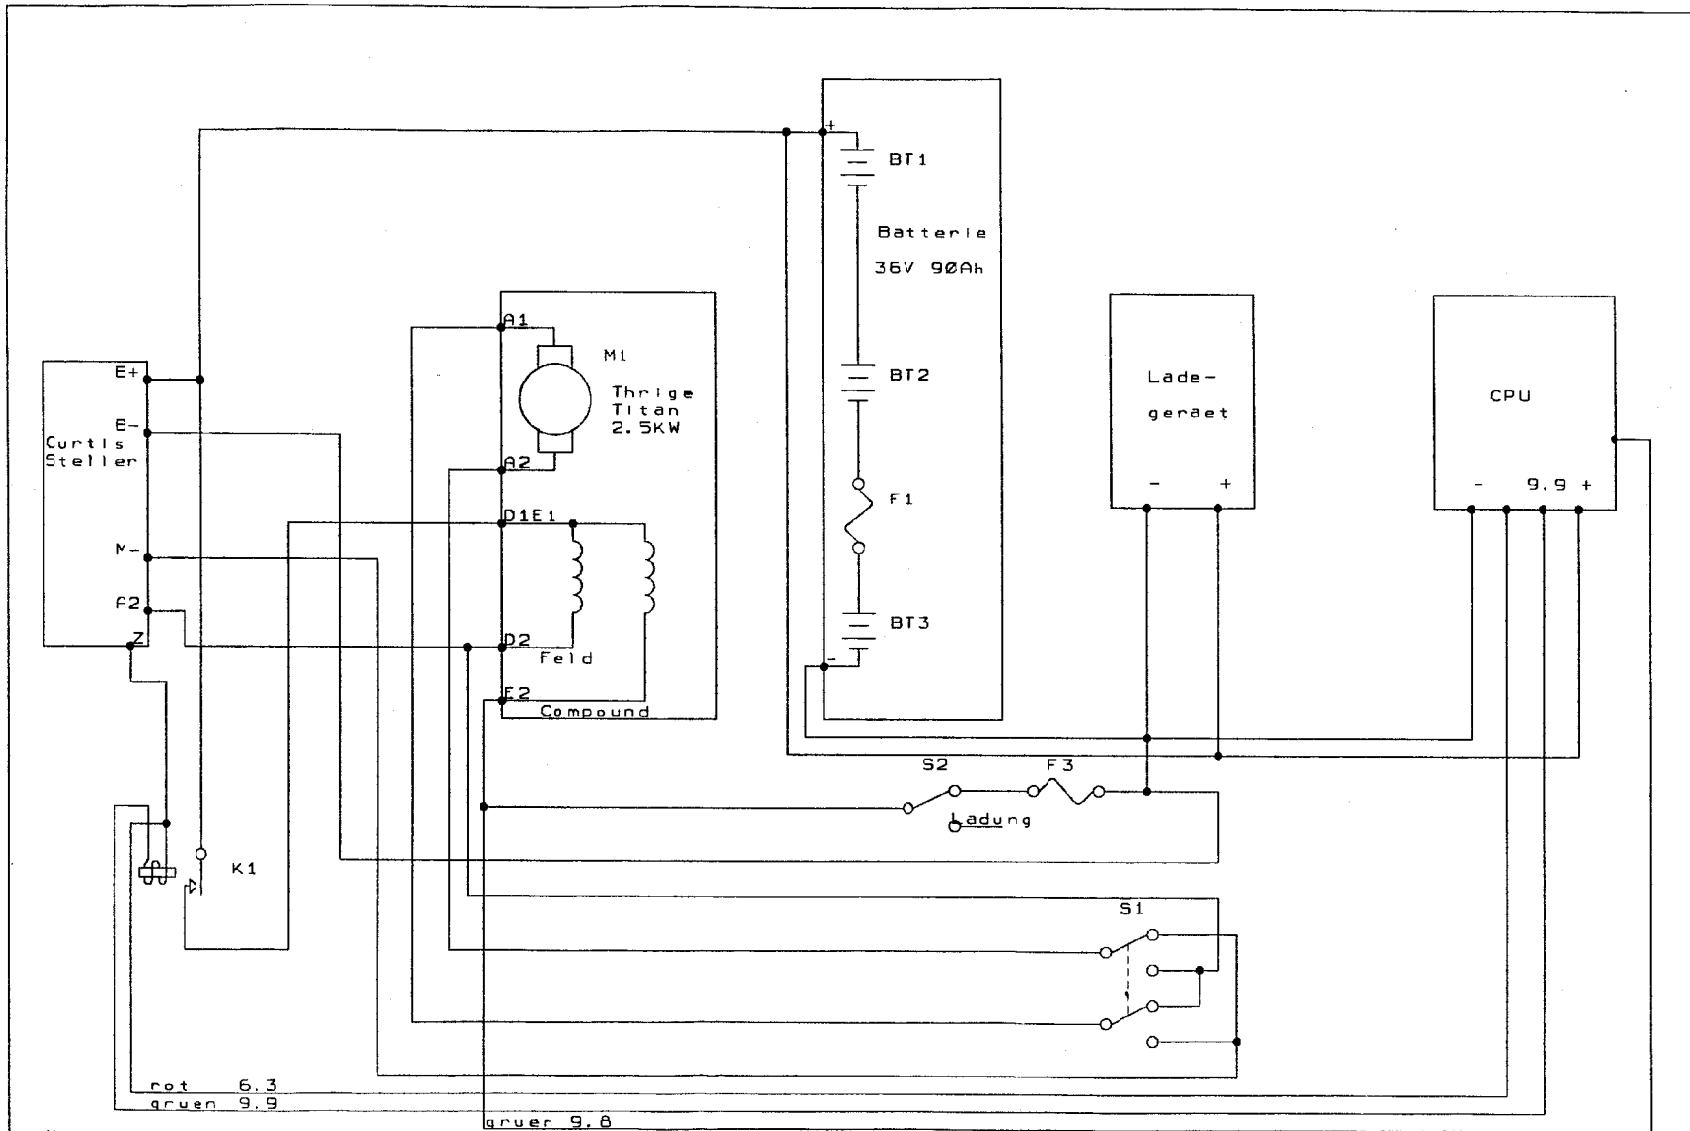 +
BT1
Batterie
36V 90Ah
BT2
F1
BT3
-
A1
M1
Thrige
Titan
2.5KW
A2
D1E1
D2
Feld
E2
Compound
E+
B-
Curtis
Steller
M-
A2
Z
Lade-
geraet
- +
CPU
- 9.9 +
S2 F3
Ladung
K1
S1
rot 6.3
gruen 9.9
gruer 9.8